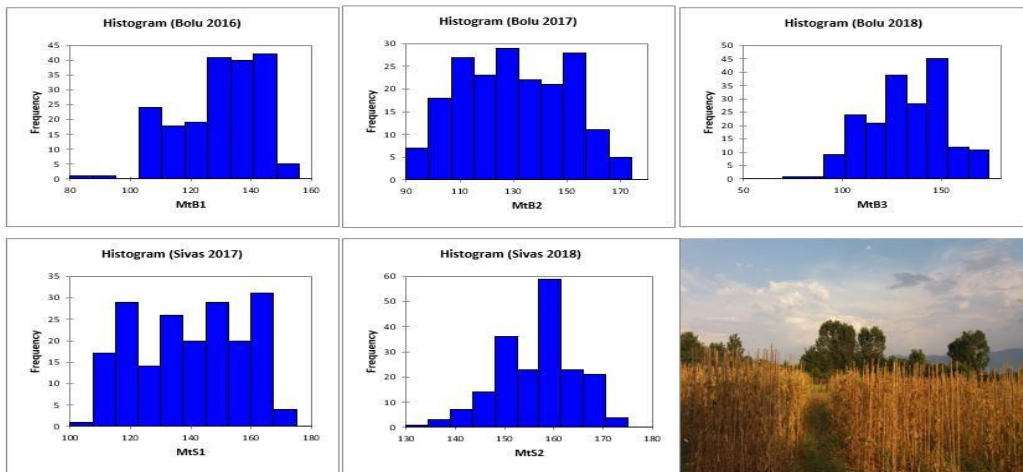 Histogram (Bolu 2016)
45
40
35
30
25
20
15
10
5
0
Frequency
80 100 120 140 160
MtB1
Histogram (Bolu 2017)
30
25
20
15
10
5
0
Frequency
90 110 130 150 170
MtB2
Histogram (Bolu 2018)
50
45
40
35
30
25
20
15
10
5
0
Frequency
50 100 150
MtB3
Histogram (Sivas 2017)
35
30
25
20
15
10
5
0
Frequency
100 120 140 160 180
MtS1
Histogram (Sivas 2018)
60
50
40
30
20
10
0
Frequency
130 140 150 160 170 180
MtS2